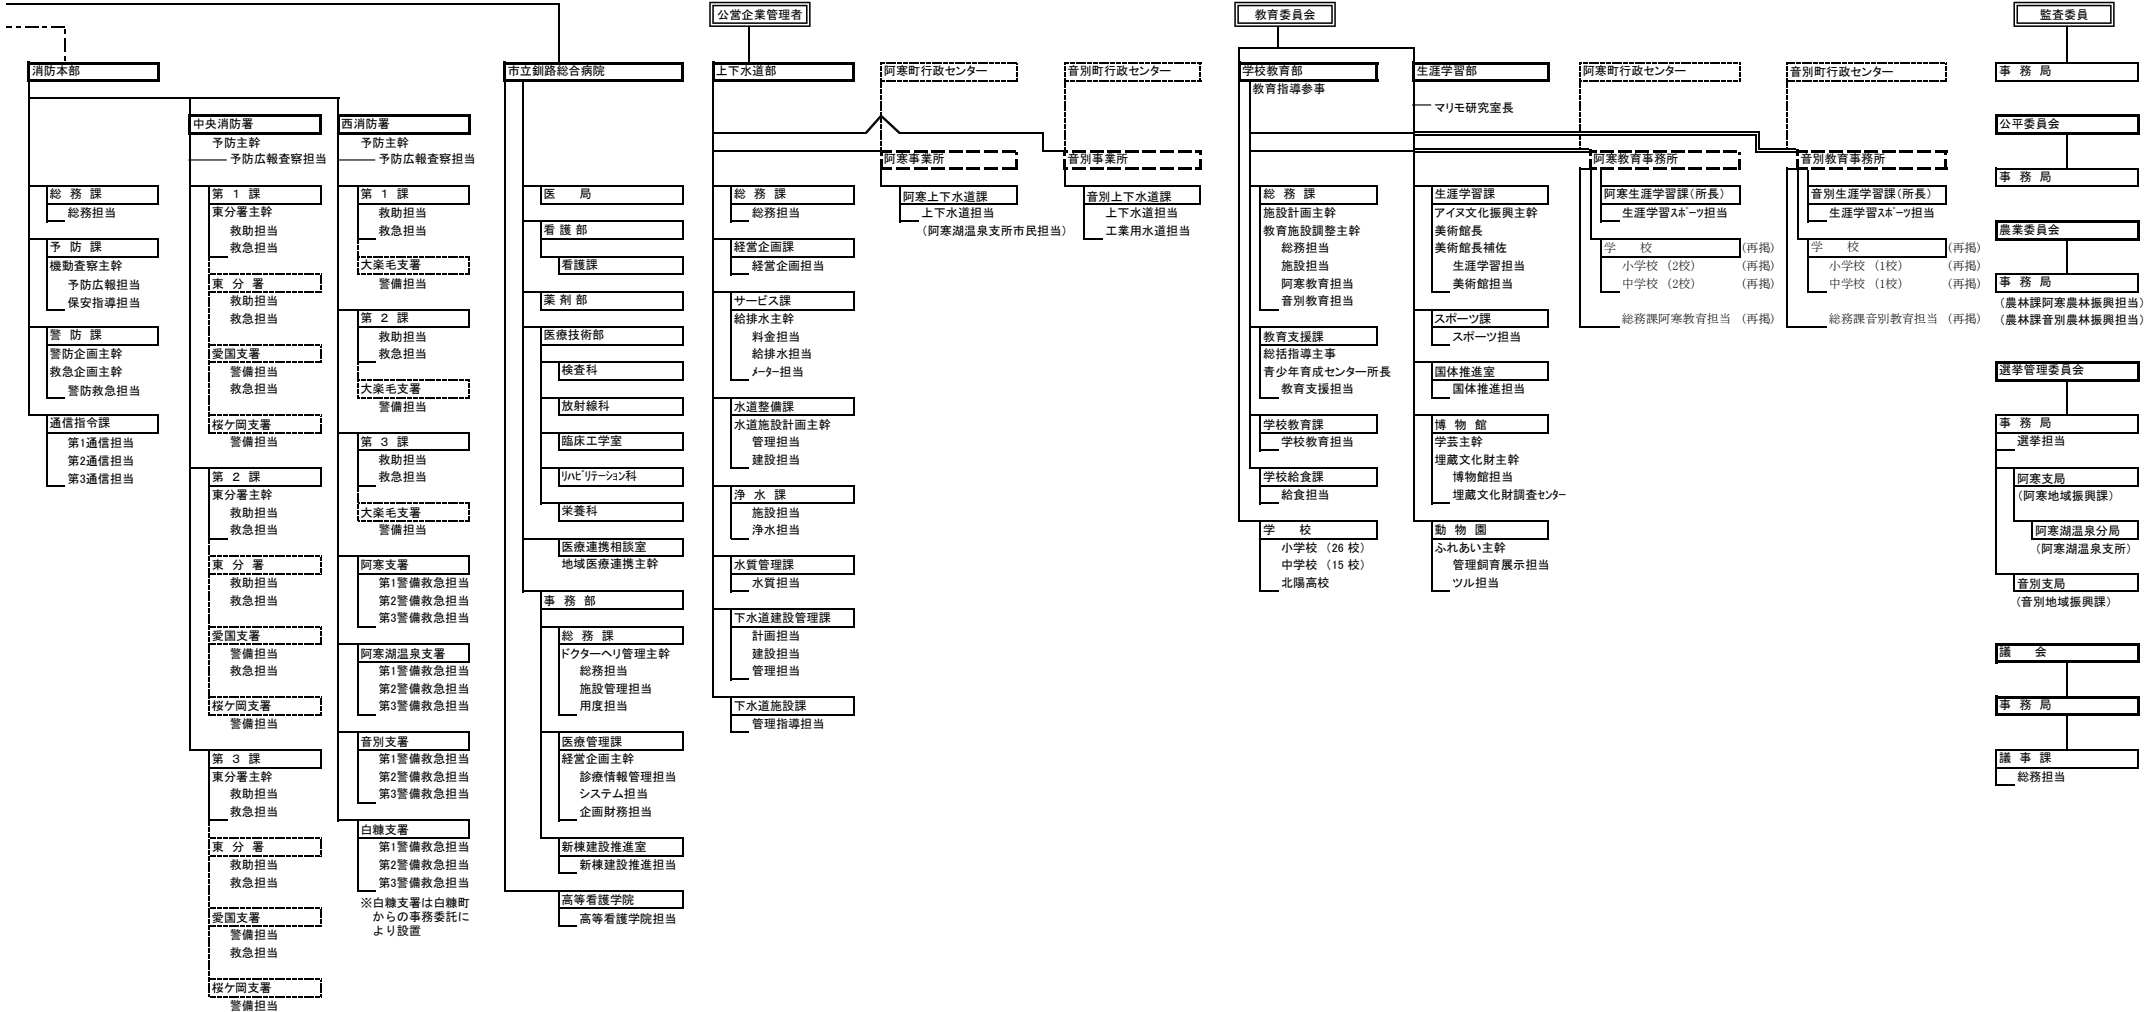 公営企業管理者
教育委員会
監査委員
消防本部
中央消防署
予防主幹
予防広報査察担当
西消防署
予防主幹
予防広報査察担当
総 務 課
総務担当
予 防 課
機動査察主幹
予防広報担当
保安指導担当
警 防 課
警防企画主幹
救急企画主幹
警防救急担当
通信指令課
第1通信担当
第2通信担当
第3通信担当
第 1 課
東分署主幹
救助担当
救急担当
東 分 署
救助担当
救急担当
愛国支署
警備担当
救急担当
桜ケ岡支署
警備担当
第 2 課
東分署主幹
救助担当
救急担当
東 分 署
救助担当
救急担当
愛国支署
警備担当
救急担当
桜ケ岡支署
警備担当
第 3 課
東分署主幹
救助担当
救急担当
東 分 署
救助担当
救急担当
愛国支署
警備担当
救急担当
桜ケ岡支署
警備担当
第 1 課
救助担当
救急担当
大楽毛支署
警備担当
第 2 課
救助担当
救急担当
大楽毛支署
警備担当
第 3 課
救助担当
救急担当
大楽毛支署
警備担当
阿寒支署
第1警備救急担当
第2警備救急担当
第3警備救急担当
阿寒湖温泉支署
第1警備救急担当
第2警備救急担当
第3警備救急担当
音別支署
第1警備救急担当
第2警備救急担当
第3警備救急担当
白糠支署
第1警備救急担当
第2警備救急担当
第3警備救急担当
※白糠支署は白糠町
からの事務委託に
より設置
市立釧路総合病院
医 局
看 護 部
看護課
薬 剤 部
医療技術部
検査科
放射線科
臨床工学室
ﾘﾊﾋﾞﾘﾃｰｼｮﾝ科
栄養科
医療連携相談室
地域医療連携主幹
事 務 部
総 務 課
ドクターヘリ管理主幹
総務担当
施設管理担当
用度担当
医療管理課
経営企画主幹
診療情報管理担当
システム担当
企画財務担当
新棟建設推進室
新棟建設推進担当
高等看護学院
高等看護学院担当
上下水道部
総 務 課
総務担当
経営企画課
経営企画担当
サービス課
給排水主幹
料金担当
給排水担当
ﾒｰﾀｰ担当
水道整備課
水道施設計画主幹
管理担当
建設担当
浄 水 課
施設担当
浄水担当
水質管理課
水質担当
下水道建設管理課
計画担当
建設担当
管理担当
下水道施設課
管理指導担当
阿寒町行政センター
阿寒事業所
阿寒上下水道課
上下水道担当
(阿寒湖温泉支所市民担当)
音別町行政センター
音別事業所
音別上下水道課
上下水道担当
工業用水道担当
学校教育部
教育指導参事
総 務 課
施設計画主幹
教育施設調整主幹
総務担当
施設担当
阿寒教育担当
音別教育担当
教育支援課
総括指導主事
青少年育成センター所長
教育支援担当
学校教育課
学校教育担当
学校給食課
給食担当
学 校
小学校 (26 校)
中学校 (15 校)
北陽高校
生涯学習部
マリモ研究室長
生涯学習課
アイヌ文化振興主幹
美術館長
美術館長補佐
生涯学習担当
美術館担当
スポーツ課
スポーツ担当
国体推進室
国体推進担当
博 物 館
学芸主幹
埋蔵文化財主幹
博物館担当
埋蔵文化財調査ｾﾝﾀｰ
動 物 園
ふれあい主幹
管理飼育展示担当
ツル担当
阿寒町行政センター
阿寒教育事務所
阿寒生涯学習課(所長)
生涯学習ｽﾎﾟｰﾂ担当
学 校 (再掲)
小学校 (2校) (再掲)
中学校 (2校) (再掲)
総務課阿寒教育担当 (再掲)
音別町行政センター
音別教育事務所
音別生涯学習課(所長)
生涯学習ｽﾎﾟｰﾂ担当
学 校 (再掲)
小学校 (1校) (再掲)
中学校 (1校) (再掲)
総務課音別教育担当 (再掲)
事 務 局
公平委員会
事 務 局
農業委員会
事 務 局
(農林課阿寒農林振興担当)
(農林課音別農林振興担当)
選挙管理委員会
事 務 局
選挙担当
阿寒支局
(阿寒地域振興課)
阿寒湖温泉分局
(阿寒湖温泉支所)
音別支局
(音別地域振興課)
議 会
事 務 局
議 事 課
総務担当